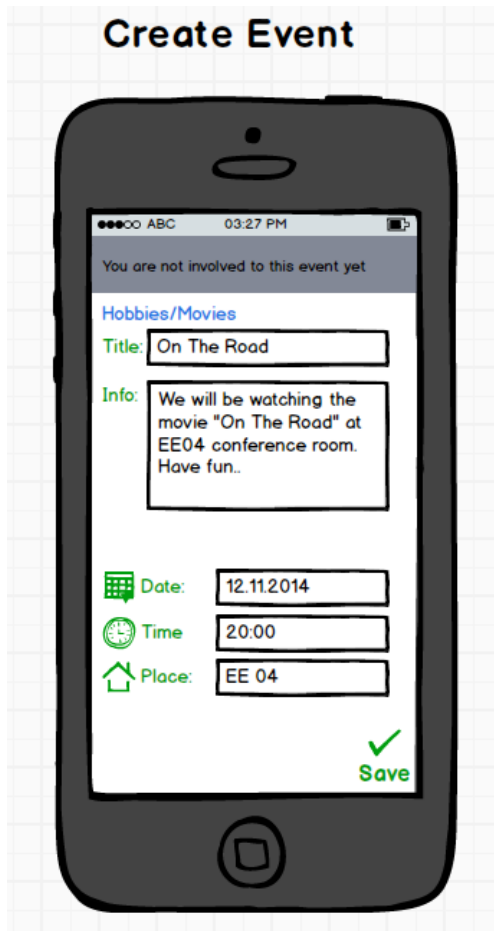 Create Event
ABC 03:27 PM
You are not involved to this event yet
Hobbies/Movies
Title: On The Road
Info: We will be watching the
movie "On The Road" at
EE04 conference room.
Have fun..
Date: 12.11.2014
Time 20:00
Place: EE 04
Save